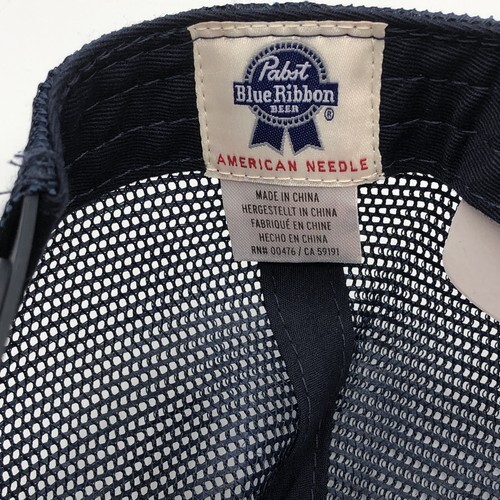 Pabst
Blue Ribbon
BEER
®
AMERICAN NEEDLE
MADE IN CHINA
HERGESTELLT IN CHINA
FABRIQUÉ EN CHINE
HECHO EN CHINA
RN# 00476 / CA 59191